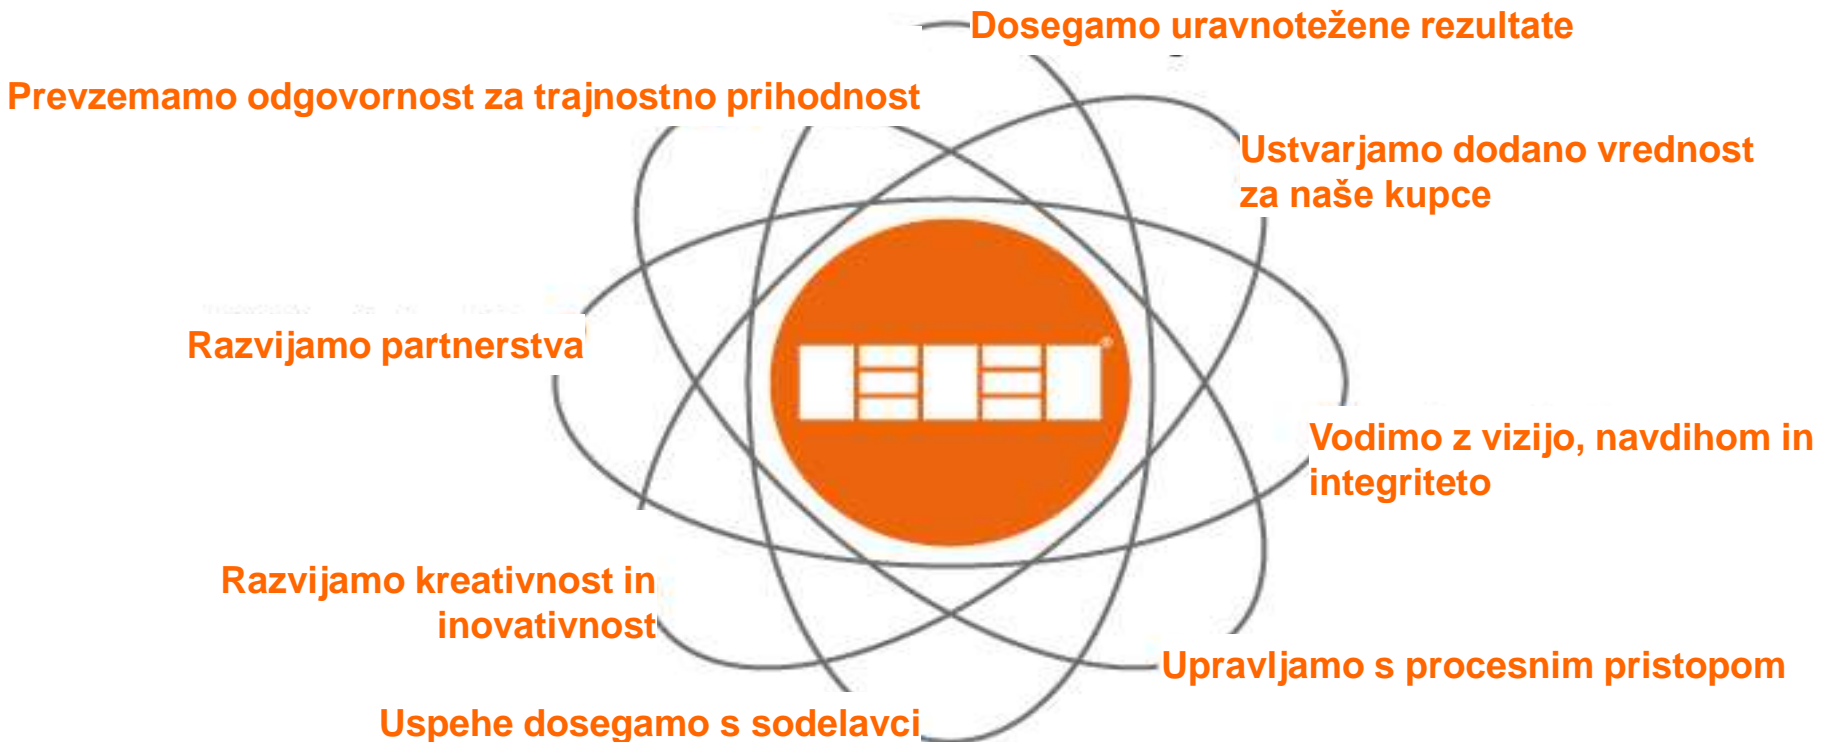 Dosegamo uravnotežene rezultate
Prevzemamo odgovornost za trajnostno prihodnost
Ustvarjamo dodano vrednost
za naše kupce
Razvijamo partnerstva
®
Vodimo z vizijo, navdihom in
integriteto
Razvijamo kreativnost in
inovativnost
Upravljamo s procesnim pristopom
Uspehe dosegamo s sodelavci